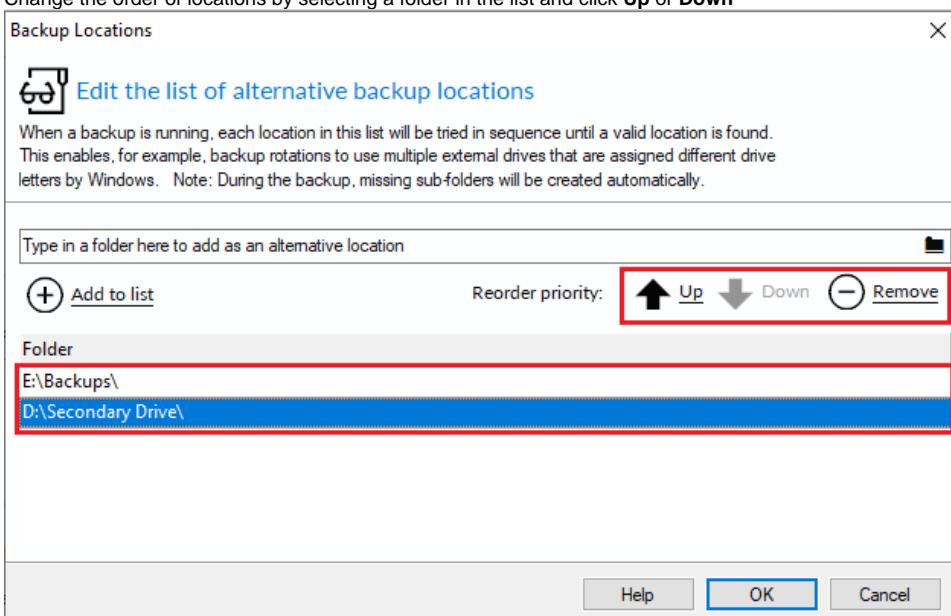 Change the order of locations by selecting a folder in the list and click Up or Down
Backup Locations
Edit the list of alternative backup locations
When a backup is running, each location in this list will be tried in sequence until a valid location is found.
This enables, for example, backup rotations to use multiple external drives that are assigned different drive
letters by Windows. Note: During the backup, missing sub-folders will be created automatically.
Type in a folder here to add as an alternative location
Add to list Reorder priority: Up Down Remove
Folder
E:\Backups\
D:\Secondary Drive\
Help OK Cancel